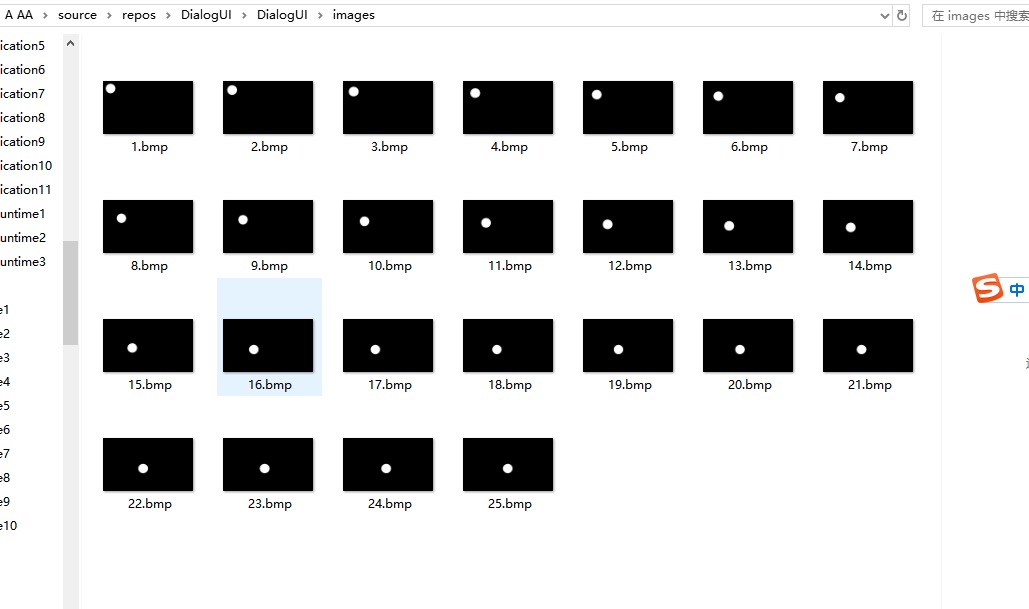 A AA › source › repos › DialogUI › DialogUI › images
在 images 中搜索
ication5
ication6
ication7
ication8
ication9
ication10
ication11
untime1
untime2
untime3
e1
e2
e3
e4
e5
e6
e7
e8
e9
e10
1.bmp 2.bmp 3.bmp 4.bmp 5.bmp 6.bmp 7.bmp
8.bmp 9.bmp 10.bmp 11.bmp 12.bmp 13.bmp 14.bmp
15.bmp 16.bmp 17.bmp 18.bmp 19.bmp 20.bmp 21.bmp
22.bmp 23.bmp 24.bmp 25.bmp
S 中